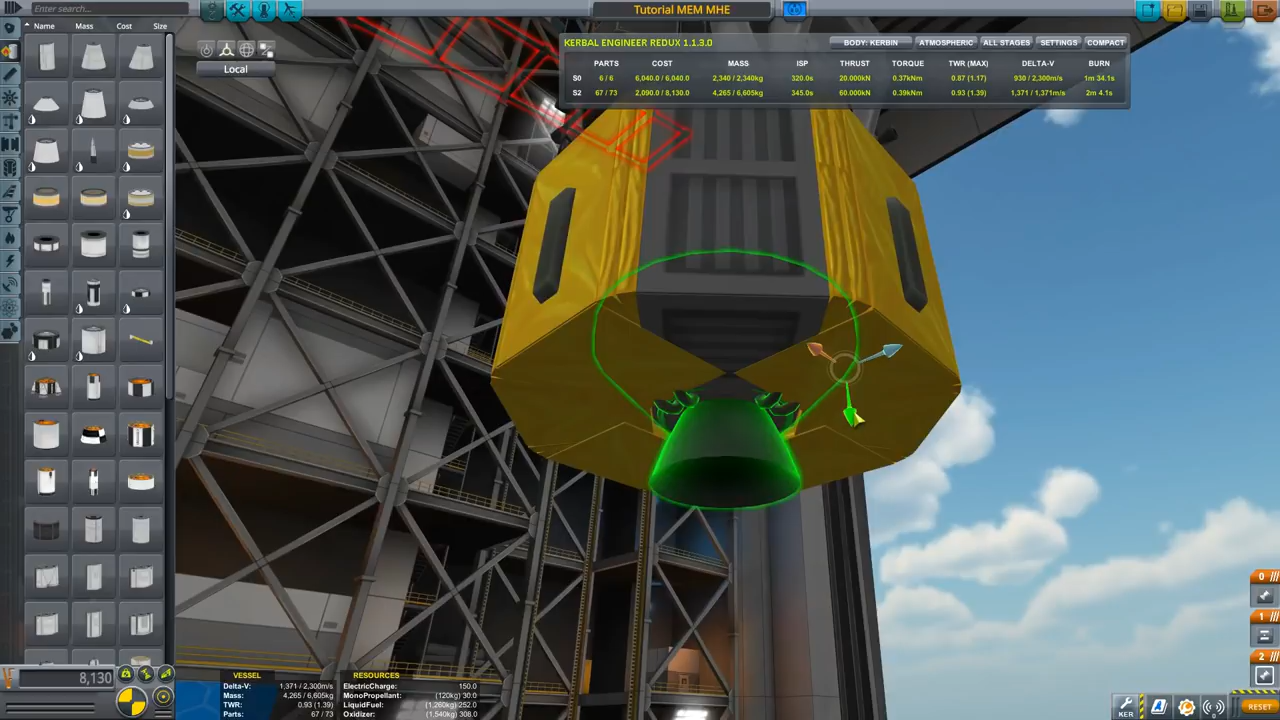 Enter search...
Tutorial MEM MHE
Name Mass Cost Size
Local
KERBAL ENGINEER REDUX 1.1.3.0 BODY: KERBIN ATMOSPHERIC ALL STAGES SETTINGS COMPACT
PARTS COST MASS ISP THRUST TORQUE TWR (MAX) DELTA-V BURN
S0 6 / 6 6,040.0 / 6,040.0 2,340 / 2,340kg 320.0s 20.000kN 0.37kNm 0.87 (1.17) 930 / 2,300m/s 1m 34.1s
S2 67 / 73 2,090.0 / 8,130.0 4,265 / 6,605kg 345.0s 60.000kN 0.39kNm 0.93 (1.39) 1,371 / 1,371m/s 2m 4.1s
0
1
2
8,130
VESSEL
Delta-V: 1,371 / 2,300m/s
Mass: 4,265 / 6,605kg
TWR: 0.93 (1.39)
Parts: 67 / 73
RESOURCES
ElectricCharge: 150.0
MonoPropellant: (120kg) 30.0
LiquidFuel: (1,260kg) 252.0
Oxidizer: (1,540kg) 308.0
KER
RESET